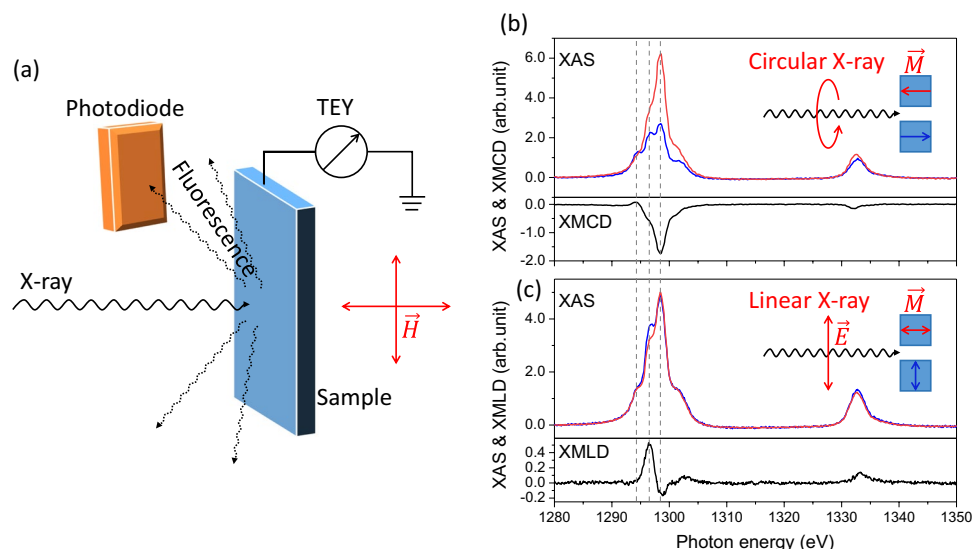 (a)
Photodiode
TEY
Fluorescence
X-ray
H
Sample
(b)
XAS & XMCD (arb.unit)
6.0
4.0
2.0
0.0
XAS
Circular X-ray
M
0.0
-1.0
-2.0
XMCD
(c)
XAS & XMLD (arb.unit)
4.0
2.0
0.0
XAS
Linear X-ray
E
M
0.4
0.2
0.0
-0.2
XMLD
1280 1290 1300 1310 1320 1330 1340 1350
Photon energy (eV)